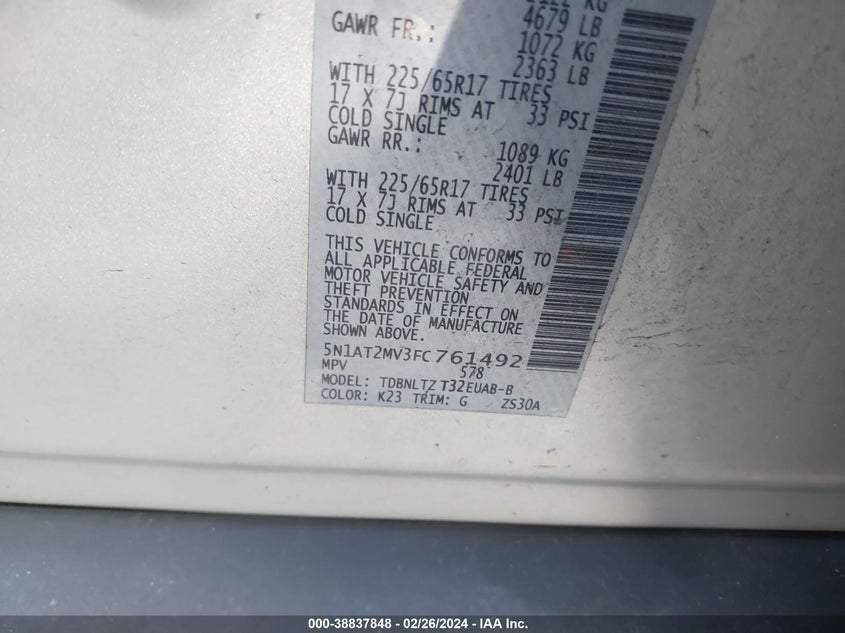 4679 LB
GAWR FR.: 1072 KG
2363 LB
WITH 225/65R17 TIRES
17 X 7J RIMS AT 33 PSI
COLD SINGLE
GAWR RR.: 1089 KG
2401 LB
WITH 225/65R17 TIRES
17 X 7J RIMS AT 33 PSI
COLD SINGLE
THIS VEHICLE CONFORMS TO
ALL APPLICABLE FEDERAL
MOTOR VEHICLE SAFETY AND
THEFT PREVENTION
STANDARDS IN EFFECT ON
THE DATE OF MANUFACTURE
SHOWN ABOVE.
5N1AT2MV3FC761492
MPV 578
MODEL: TDBNLTZ T32EUAB-B
COLOR: K23 TRIM: G ZS30A
000-38837848 - 02/26/2024 - IAA Inc.